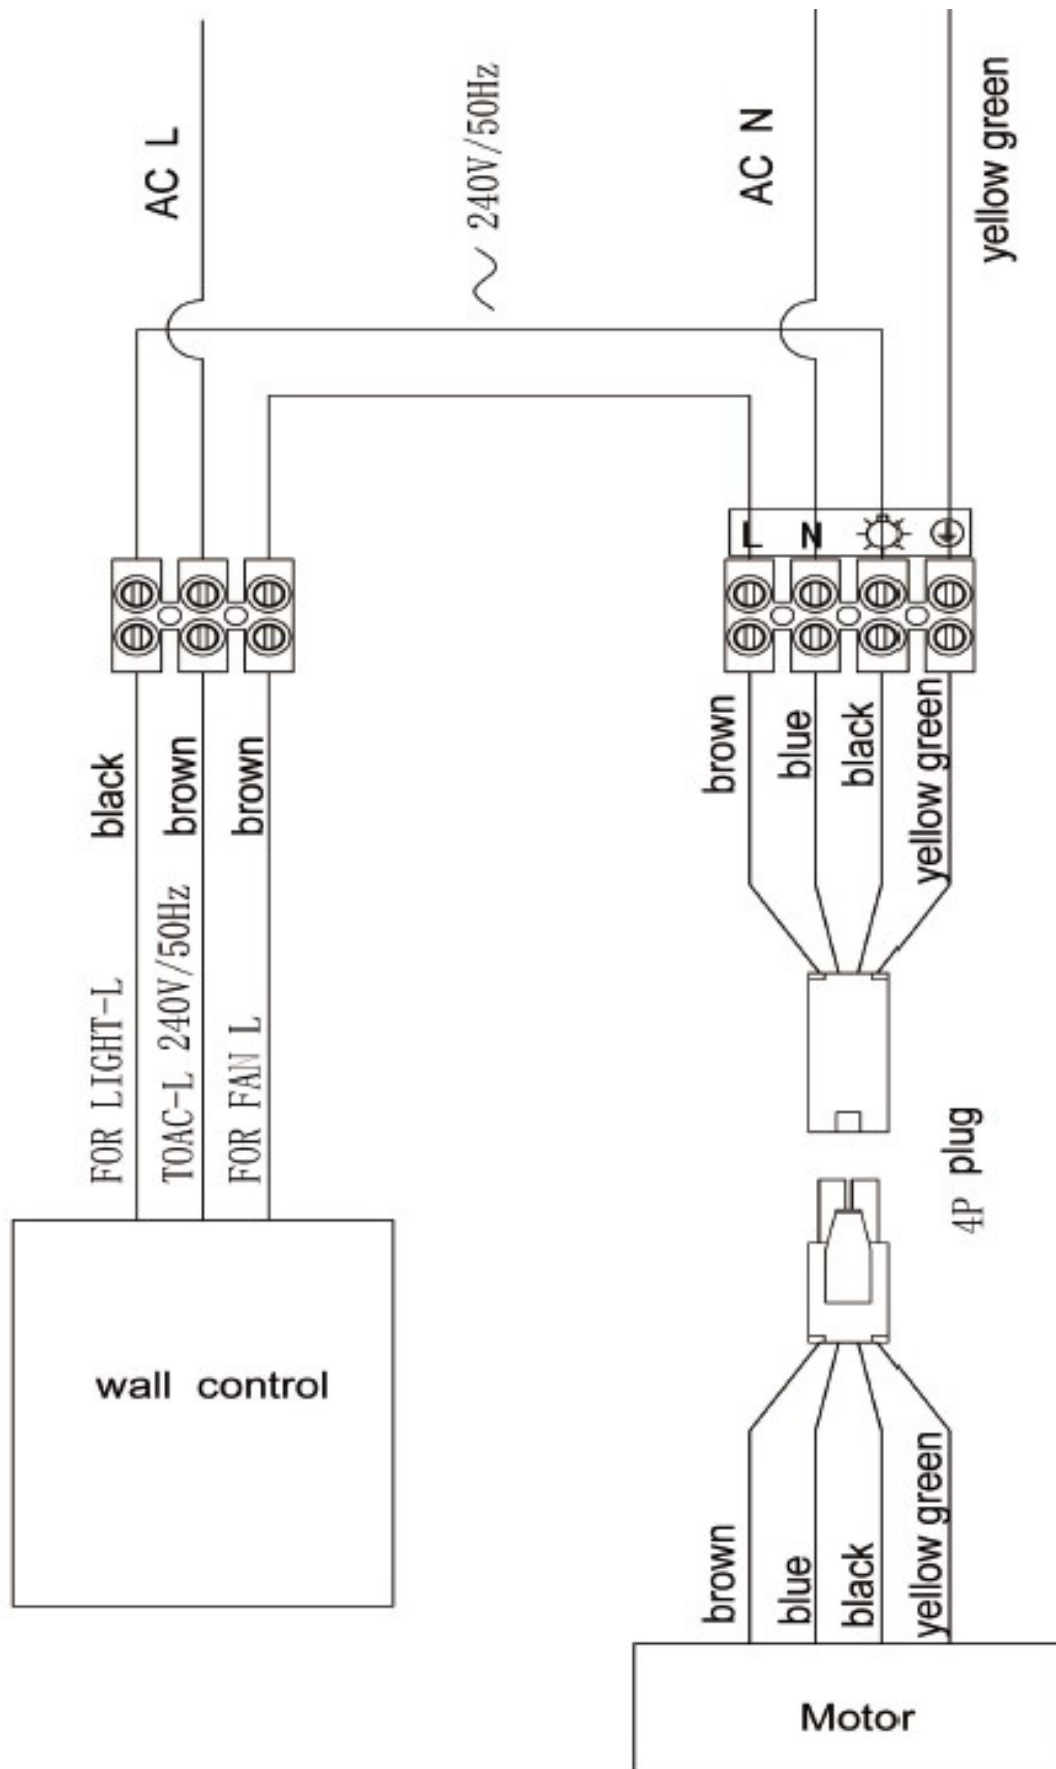 AC L
~ 240V/50Hz
AC N
yellow green
L N
black
brown
brown
brown
blue
black
yellow green
FOR LIGHT-L
TOAC-L 240V/50Hz
FOR FAN L
4P plug
wall control
brown
blue
black
yellow green
Motor